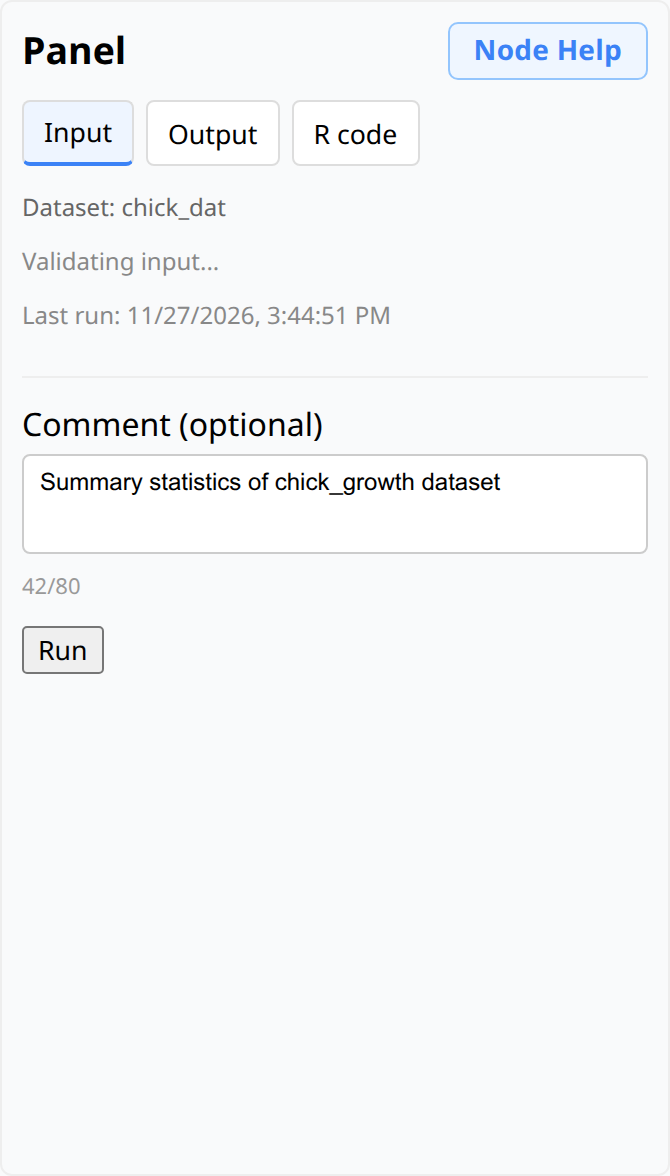 Panel
Node Help
Input
Output
R code
Dataset: chick_dat
Validating input...
Last run: 11/27/2026, 3:44:51 PM
Comment (optional)
Summary statistics of chick_growth dataset
42/80
Run